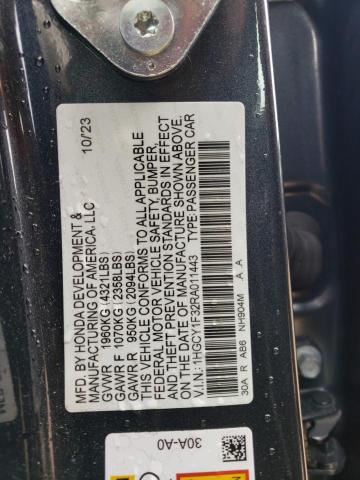 MFD. BY HONDA DEVELOPMENT &
MANUFACTURING OF AMERICA, LLC 10/23
GVWR 1960KG (4321LBS)
GAWR F 1070KG (2358LBS)
GAWR R 950KG (2094LBS)
THIS VEHICLE CONFORMS TO ALL APPLICABLE
FEDERAL MOTOR VEHICLE SAFETY, BUMPER,
AND THEFT PREVENTION STANDARDS IN EFFECT
ON THE DATE OF MANUFACTURE SHOWN ABOVE.
V.I.N.: 1HGCY1F32RA011443 TYPE:PASSENGER CAR
30A R AB6 NH904M A A
30A-A0